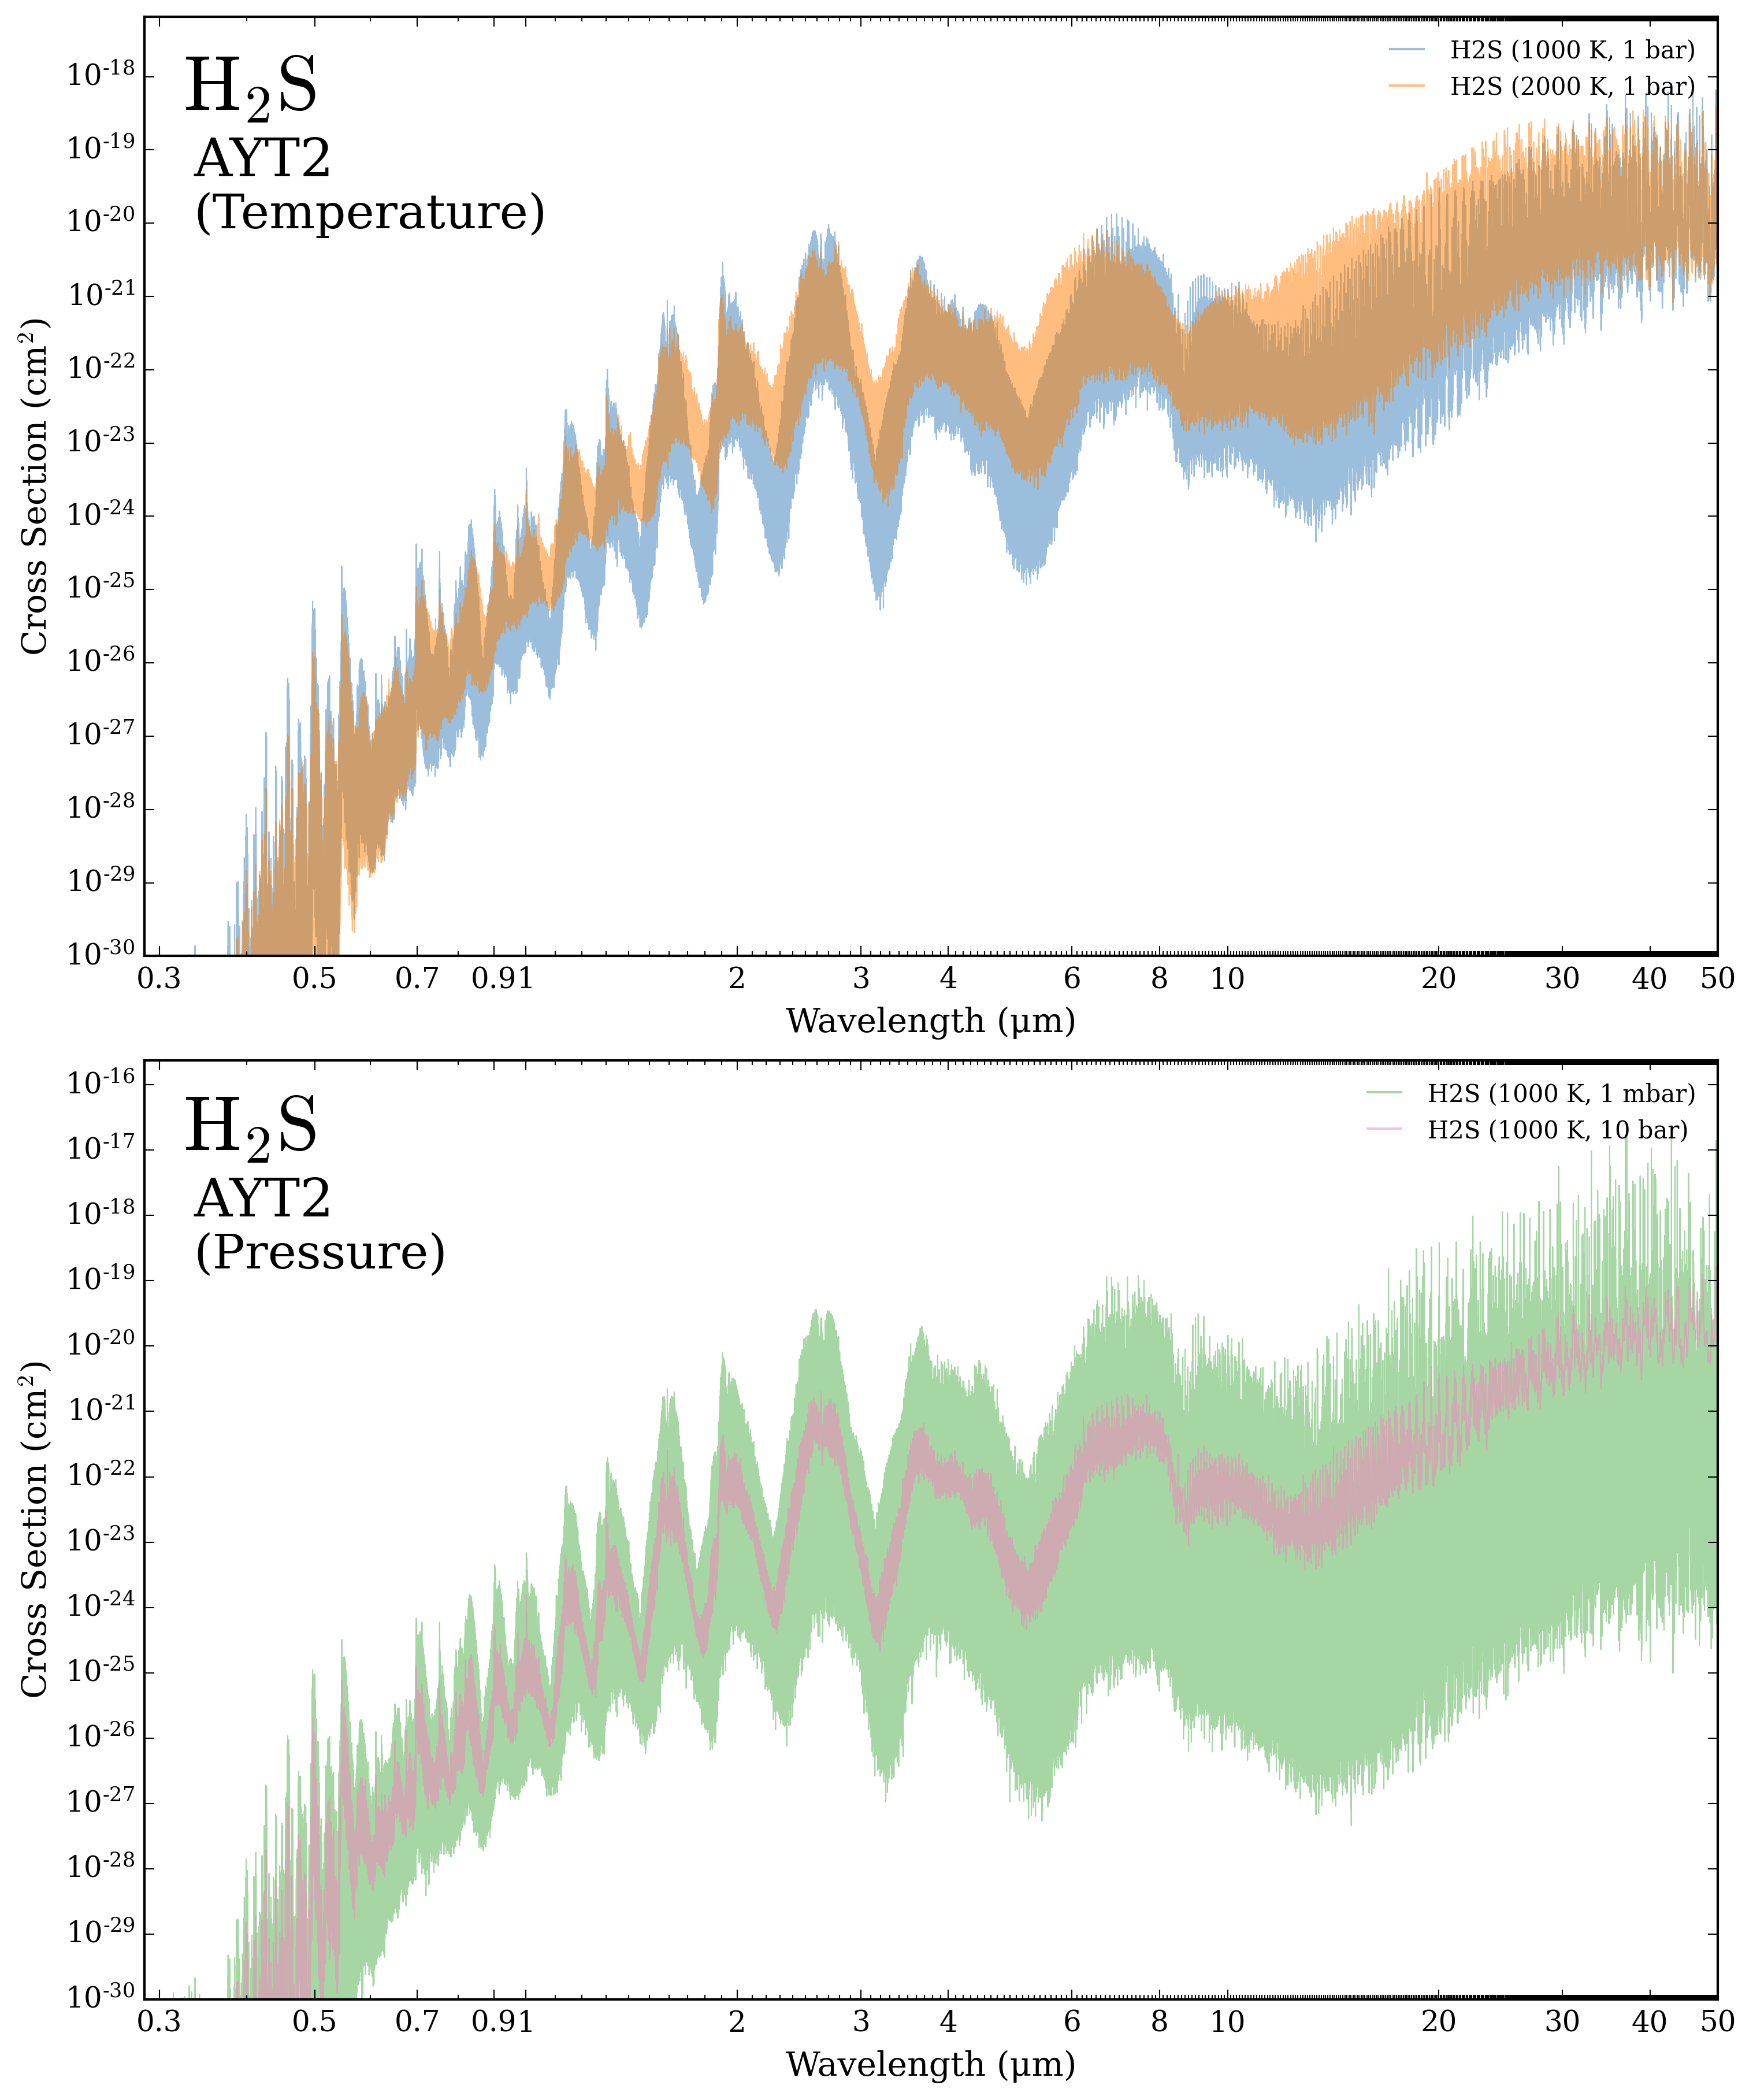 H2S (1000 K, 1 bar)
H2S (2000 K, 1 bar)
H₂S
AYT2
(Temperature)
Cross Section (cm²)
10⁻¹⁸
10⁻¹⁹
10⁻²⁰
10⁻²¹
10⁻²²
10⁻²³
10⁻²⁴
10⁻²⁵
10⁻²⁶
10⁻²⁷
10⁻²⁸
10⁻²⁹
10⁻³⁰
0.3 0.5 0.7 0.9 1 2 3 4 6 8 10 20 30 40 50
Wavelength (μm)
H2S (1000 K, 1 mbar)
H2S (1000 K, 10 bar)
H₂S
AYT2
(Pressure)
Cross Section (cm²)
10⁻¹⁶
10⁻¹⁷
10⁻¹⁸
10⁻¹⁹
10⁻²⁰
10⁻²¹
10⁻²²
10⁻²³
10⁻²⁴
10⁻²⁵
10⁻²⁶
10⁻²⁷
10⁻²⁸
10⁻²⁹
10⁻³⁰
0.3 0.5 0.7 0.9 1 2 3 4 6 8 10 20 30 40 50
Wavelength (μm)